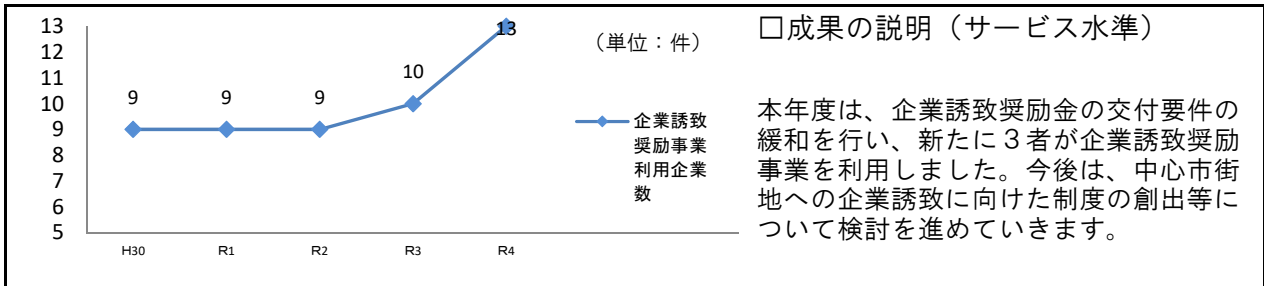 13
12
11
10
9
8
7
6
5
9
9
9
10
13
H30
R1
R2
R3
R4
（単位：件）
企業誘致
奨励事業
利用企業
数
□成果の説明（サービス水準）
本年度は、企業誘致奨励金の交付要件の
緩和を行い、新たに３者が企業誘致奨励
事業を利用しました。今後は、中心市街
地への企業誘致に向けた制度の創出等に
ついて検討を進めていきます。